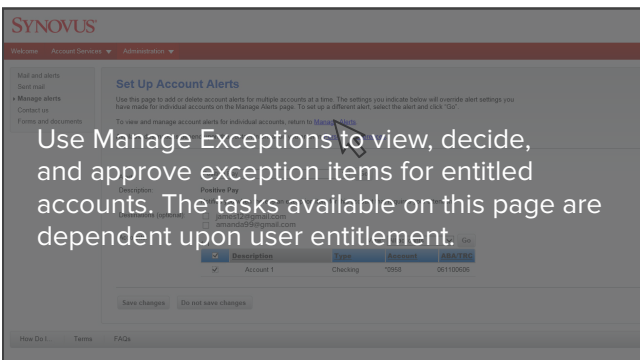 SYNOVUS
Welcome Account Services Administration
Mail and alerts
Sent mail
Manage alerts
Contact us
Forms and documents
Set Up Account Alerts
Use this page to add or delete account alerts for multiple accounts at a time. The settings you indicate below will override alert settings you
have made for individual accounts on the Manage Alerts page. To set up a different alert, select the alert and
click "Go".
To view and manage account alerts for individual accounts, return to Manage Alerts
Use Manage Exceptions to view, decide,
and approve exception items for entitled
accounts. The tasks available on this page are
dependent upon user entitlement.
Description: Positive Pay
Destinations (optional):
james12@gmail.com
amanda99@gmail.com
Go
Description Type Account ABA/TRC
Account 1 Checking *2868 061100606
Save changes Do not save changes
How Do I... Terms FAQs